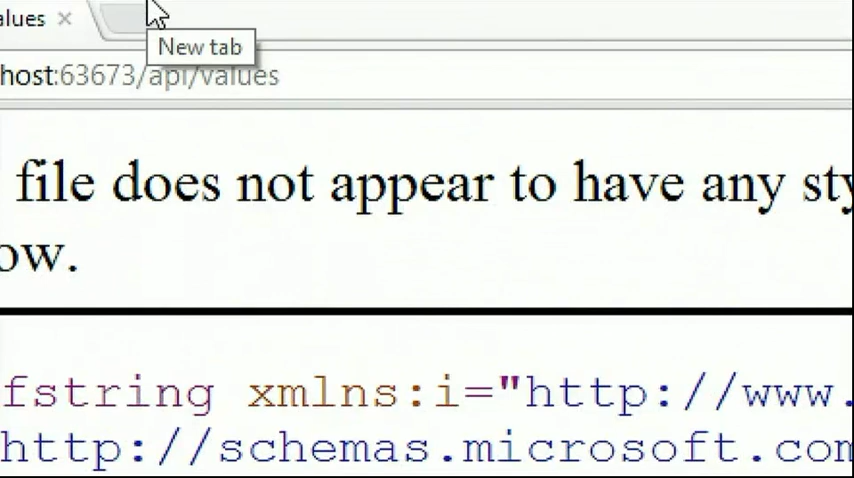 alues
New tab
host:63673/api/values
file does not appear to have any sty
ow.
fstring xmlns:i="http://www.
http://schemas.microsoft.com